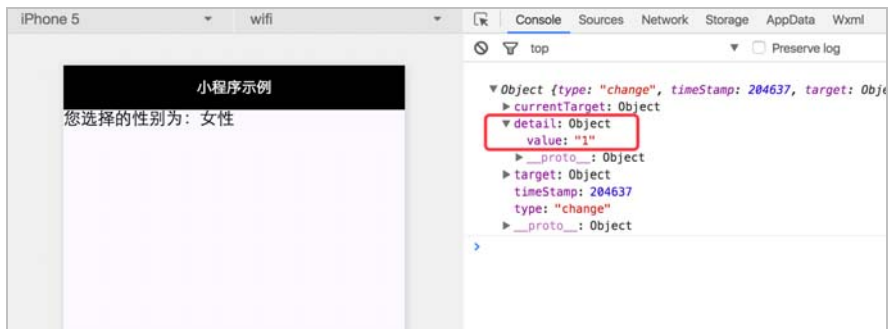 iPhone 5
wifi
小程序示例
您选择的性别为：女性
Console Sources Network Storage AppData Wxml
top
Preserve log
▼Object {type: "change", timeStamp: 204637, target: Obje
▶currentTarget: Object
▼detail: Object
value: "1"
▶__proto__: Object
▶target: Object
timeStamp: 204637
type: "change"
▶__proto__: Object
>